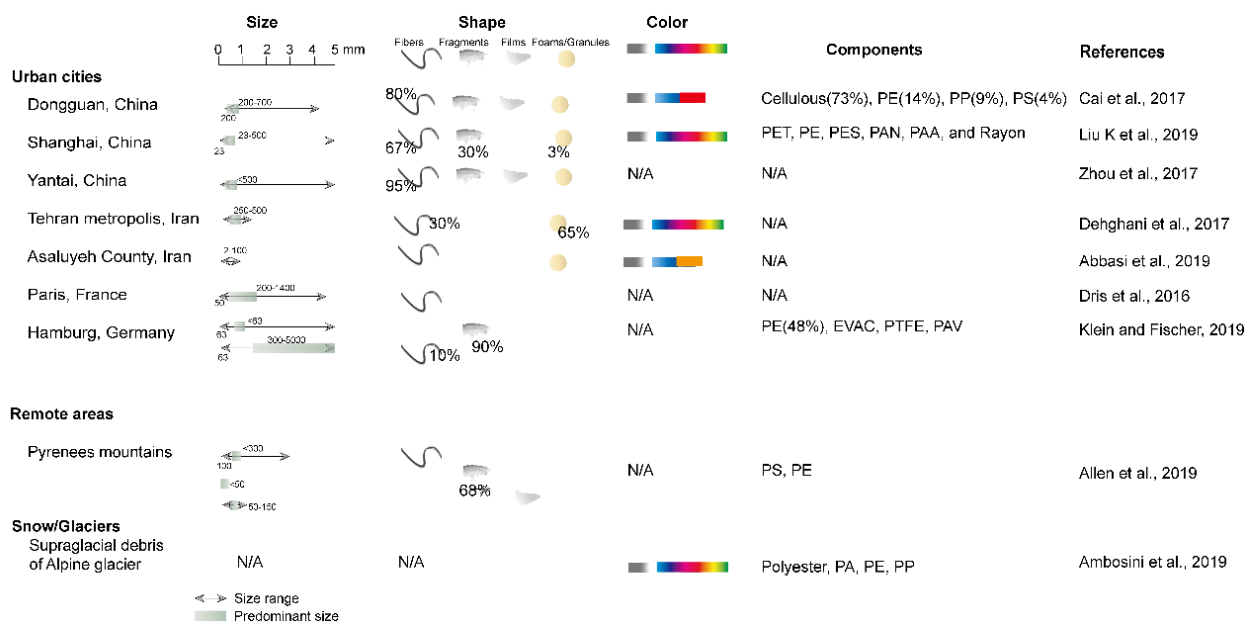 Size Shape Color
Fibers Fragments Films Foams/Granules
0 1 2 3 4 5 mm Components References
Urban cities
Dongguan, China 200 200-700 80% Cellulous(73%), PE(14%), PP(9%), PS(4%) Cai et al., 2017
Shanghai, China 23 23-500 67% 30% 3% PET, PE, PES, PAN, PAA, and Rayon Liu K et al., 2019
Yantai, China <500 95% N/A N/A Zhou et al., 2017
Tehran metropolis, Iran 250-500 30% 65% N/A Dehghani et al., 2017
Asaluyeh County, Iran 2-100 N/A Abbasi et al., 2019
Paris, France 50 200-1400 N/A N/A Dris et al., 2016
Hamburg, Germany 63 <63 90% N/A PE(48%), EVAC, PTFE, PAV Klein and Fischer, 2019
63 300-5000 10%
Remote areas
Pyrenees mountains 100 <300 N/A PS, PE Allen et al., 2019
<50 68%
50-150
Snow/Glaciers
Supraglacial debris
of Alpine glacier N/A N/A Polyester, PA, PE, PP Ambosini et al., 2019
Size range
Predominant size